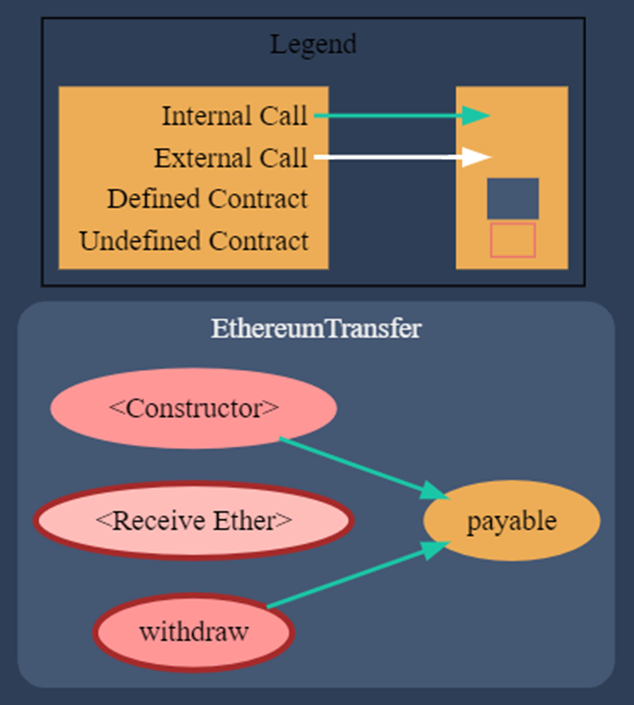 Legend
Internal Call
External Call
Defined Contract
Undefined Contract
EthereumTransfer
<Constructor>
<Receive Ether>
payable
withdraw